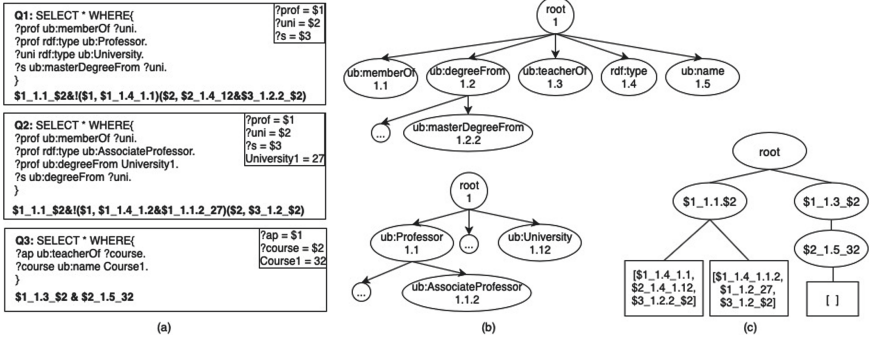 Q1: SELECT * WHERE{
?prof ub:memberOf ?uni.
?prof rdf:type ub:Professor.
?uni rdf:type ub:University.
?s ub:masterDegreeFrom ?uni.
}
$1_1.1_$2&!($1, $1_1.4_1.1)($2, $2_1.4_12&$3_1.2.2_$2)
?prof = $1
?uni = $2
?s = $3
Q2: SELECT * WHERE{
?prof ub:memberOf ?uni.
?prof rdf:type ub:AssociateProfessor.
?prof ub:degreeFrom University1.
?s ub:degreeFrom ?uni.
}
$1_1.1_$2&!($1, $1_1.4_1.2&$1_1.1.2_27)($2, $3_1.2_$2)
?prof = $1
?uni = $2
?s = $3
University1 = 27
Q3: SELECT * WHERE{
?ap ub:teacherOf ?course.
?course ub:name Course1.
}
$1_1.3_$2 & $2_1.5_32
?ap = $1
?course = $2
Course1 = 32
(a)
root
1
ub:memberOf
1.1
ub:degreeFrom
1.2
ub:teacherOf
1.3
rdf:type
1.4
ub:name
1.5
...
ub:masterDegreeFrom
1.2.2
root
1
ub:Professor
1.1
...
ub:University
1.12
...
ub:AssociateProfessor
1.1.2
(b)
root
$1_1.1.$2
$1_1.3_$2
$2_1.5_32
[$1_1.4_1.1,
$2_1.4_1.12,
$3_1.2.2_$2]
[$1_1.4_1.1.2,
$1_1.2_27,
$3_1.2_$2]
[ ]
(c)